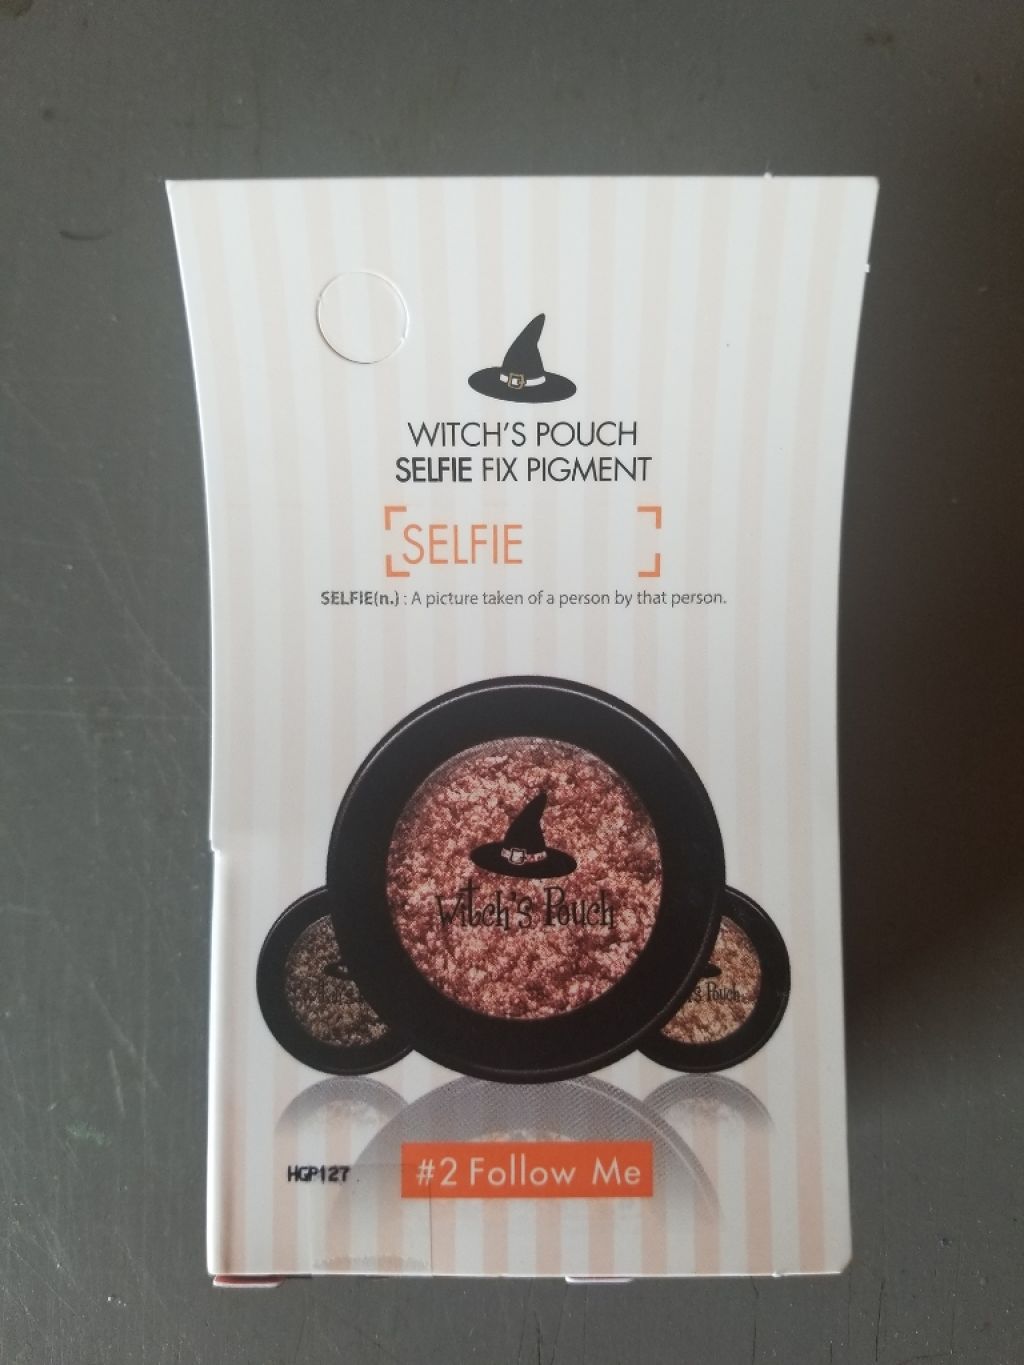 WITCH'S POUCH
SELFIE FIX PIGMENT
SELFIE
SELFIE(n.) : A picture taken of a person by that person.
Witch's Pouch
Pouch
HGP127
#2 Follow Me